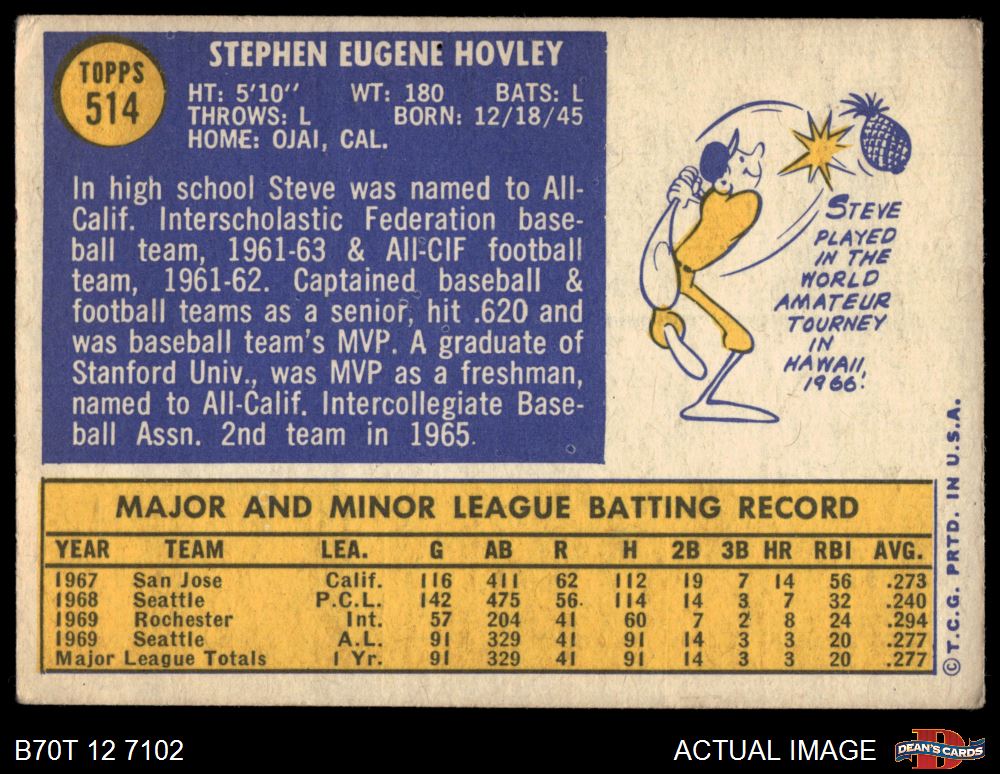 TOPPS
514
STEPHEN EUGENE HOVLEY
HT: 5'10" WT: 180 BATS: L
THROWS: L BORN: 12/18/45
HOME: OJAI, CAL.
In high school Steve was named to All-
Calif. Interscholastic Federation base-
ball team, 1961-63 & All-CIF football
team, 1961-62. Captained baseball &
football teams as a senior, hit .620 and
was baseball team's MVP. A graduate of
Stanford Univ., was MVP as a freshman,
named to All-Calif. Intercollegiate Base-
ball Assn. 2nd team in 1965.
STEVE
PLAYED
IN THE
WORLD
AMATEUR
TOURNEY
IN
HAWAII,
1966.
MAJOR AND MINOR LEAGUE BATTING RECORD
YEAR TEAM LEA. G AB R H 2B 3B HR RBI AVG.
1967 San Jose Calif. 116 411 62 112 19 7 14 56 .273
1968 Seattle P.C.L. 142 475 56 114 14 3 7 32 .240
1969 Rochester Int. 57 204 41 60 7 2 8 24 .294
1969 Seattle A.L. 91 329 41 91 14 3 3 20 .277
Major League Totals 1 Yr. 91 329 41 91 14 3 3 20 .277
© T.C.G. PRTD. IN U.S.A.
B70T 12 7102
ACTUAL IMAGE
D
DEAN'S CARDS